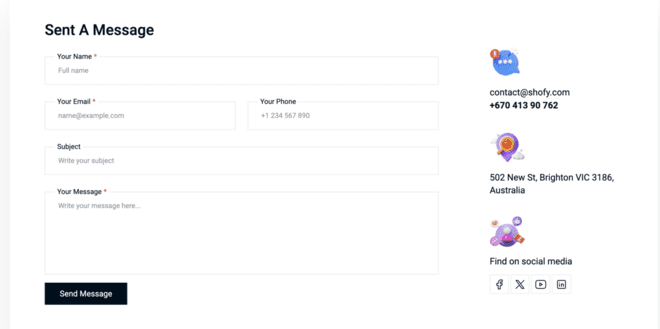 Sent A Message
Your Name *
Full name
Your Email *
name@example.com
Your Phone
+1 234 567 890
Subject
Write your subject
Your Message *
Write your message here...
Send Message
contact@shofy.com
+670 413 90 762
502 New St, Brighton VIC 3186,
Australia
Find on social media